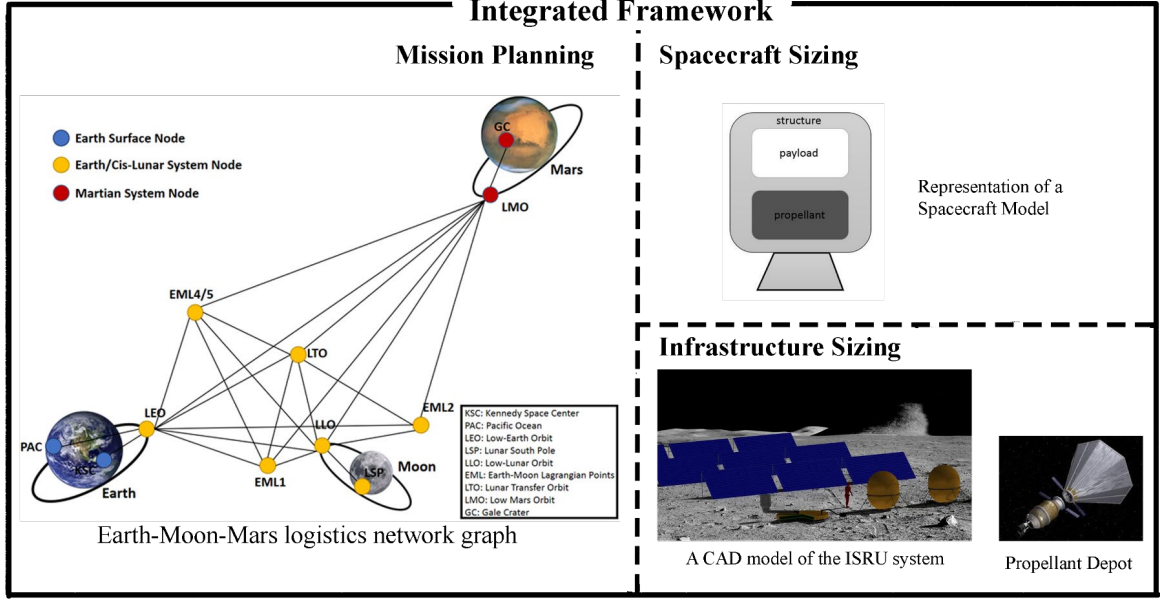 Integrated Framework
Mission Planning
Earth Surface Node
Earth/Cis-Lunar System Node
Martian System Node
GC
Mars
LMO
EML4/5
LTO
LEO
EML2
LLO
PAC
KSC
LSP
Moon
EML1
Earth
KSC: Kennedy Space Center
PAC: Pacific Ocean
LEO: Low-Earth Orbit
LSP: Lunar South Pole
LLO: Low-Lunar Orbit
EML: Earth-Moon Lagrangian Points
LTO: Lunar Transfer Orbit
LMO: Low Mars Orbit
GC: Gale Crater
Earth-Moon-Mars logistics network graph
Spacecraft Sizing
structure
payload
propellant
Representation of a
Spacecraft Model
Infrastructure Sizing
A CAD model of the ISRU system
Propellant Depot